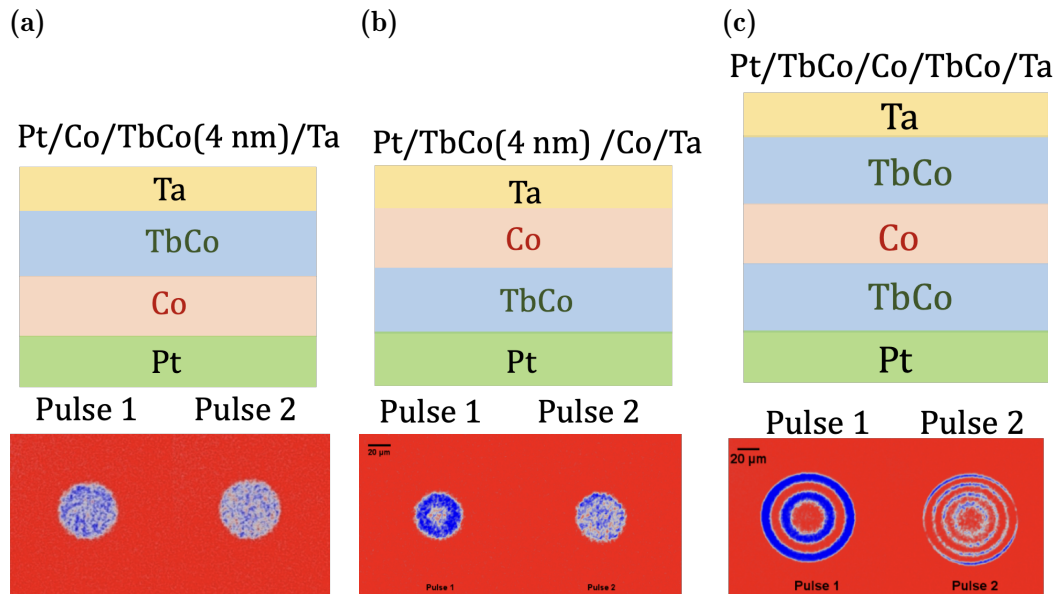 (a)
Pt/Co/TbCo(4 nm)/Ta
Ta
TbCo
Co
Pt
Pulse 1 Pulse 2
(b)
Pt/TbCo(4 nm) /Co/Ta
Ta
Co
TbCo
Pt
Pulse 1 Pulse 2
20 µm
Pulse 1 Pulse 2
(c)
Pt/TbCo/Co/TbCo/Ta
Ta
TbCo
Co
TbCo
Pt
Pulse 1 Pulse 2
20 µm
Pulse 1 Pulse 2